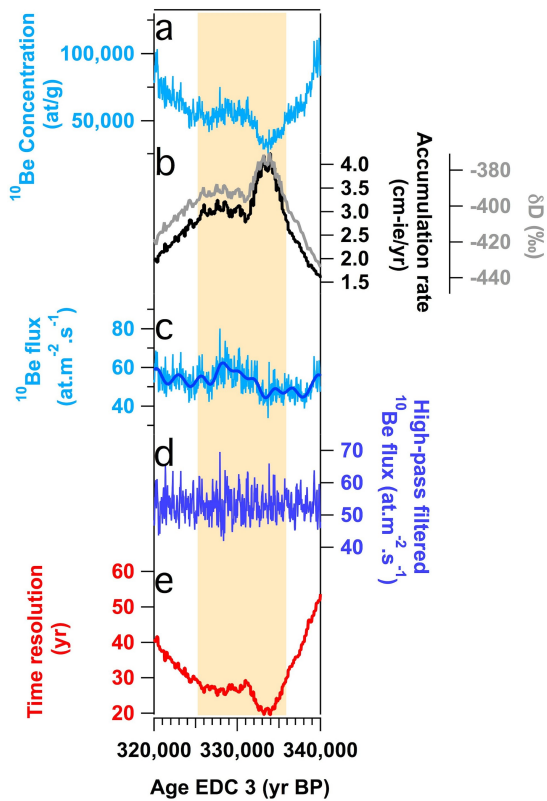 a
100,000
50,000
¹⁰Be Concentration
(at/g)
b
4.0
3.5
3.0
2.5
2.0
1.5
Accumulation rate
(cm-ie/yr)
-380
-400
-420
-440
δD (‰)
c
80
60
40
¹⁰Be flux
(at.m⁻².s⁻¹)
d
70
60
50
40
High-pass filtered
¹⁰Be flux (at.m⁻².s⁻¹)
e
60
50
40
30
20
Time resolution
(yr)
320,000 330,000 340,000
Age EDC 3 (yr BP)